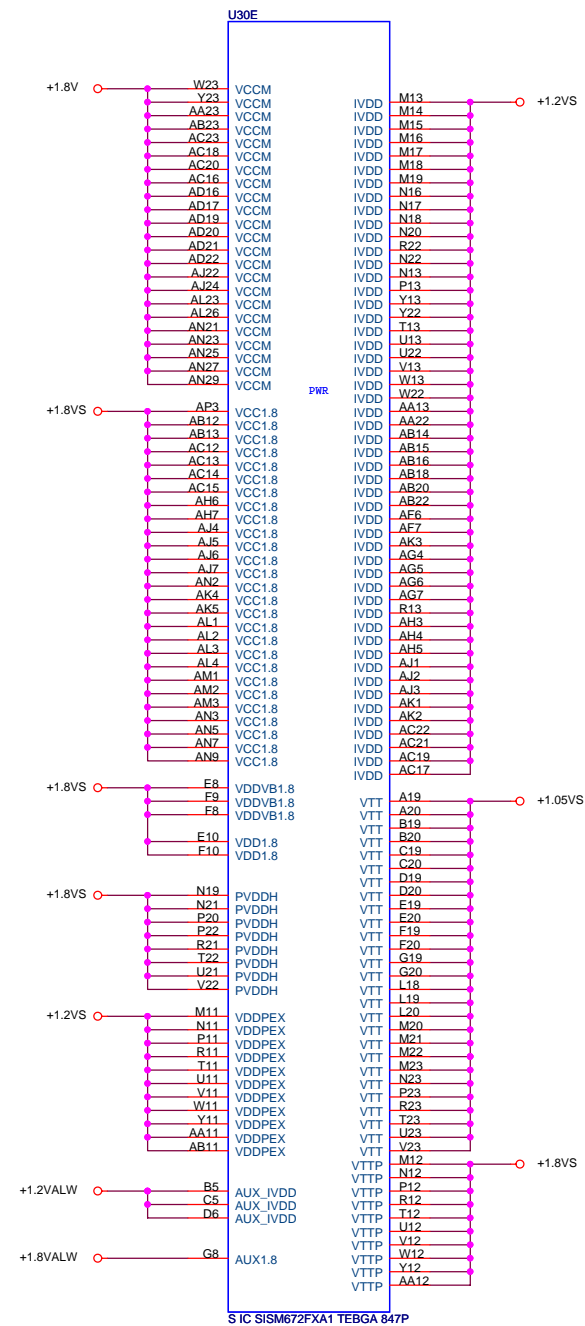 U30E
+1.8V W23 VCCM
Y23 VCCM
AA23 VCCM
AB23 VCCM
AC23 VCCM
AC18 VCCM
AC20 VCCM
AC16 VCCM
AD16 VCCM
AD17 VCCM
AD19 VCCM
AD20 VCCM
AD21 VCCM
AD22 VCCM
AJ22 VCCM
AJ24 VCCM
AL23 VCCM
AL26 VCCM
AN21 VCCM
AN23 VCCM
AN25 VCCM
AN27 VCCM
AN29 VCCM
+1.8VS AP3 VCC1.8
AB12 VCC1.8
AB13 VCC1.8
AC12 VCC1.8
AC13 VCC1.8
AC14 VCC1.8
AC15 VCC1.8
AH6 VCC1.8
AH7 VCC1.8
AJ4 VCC1.8
AJ5 VCC1.8
AJ6 VCC1.8
AJ7 VCC1.8
AN2 VCC1.8
AK4 VCC1.8
AK5 VCC1.8
AL1 VCC1.8
AL2 VCC1.8
AL3 VCC1.8
AL4 VCC1.8
AM1 VCC1.8
AM2 VCC1.8
AM3 VCC1.8
AN3 VCC1.8
AN5 VCC1.8
AN7 VCC1.8
AN9 VCC1.8
+1.8VS E8 VDDVB1.8
F9 VDDVB1.8
F8 VDDVB1.8
E10 VDD1.8
F10 VDD1.8
+1.8VS N19 PVDDH
N21 PVDDH
P20 PVDDH
P22 PVDDH
R21 PVDDH
T22 PVDDH
U21 PVDDH
V22 PVDDH
+1.2VS M11 VDDPEX
N11 VDDPEX
P11 VDDPEX
R11 VDDPEX
T11 VDDPEX
U11 VDDPEX
V11 VDDPEX
W11 VDDPEX
Y11 VDDPEX
AA11 VDDPEX
AB11 VDDPEX
+1.2VALW B5 AUX_IVDD
C5 AUX_IVDD
D6 AUX_IVDD
+1.8VALW G8 AUX1.8
PWR
IVDD M13 +1.2VS
IVDD M14
IVDD M15
IVDD M16
IVDD M17
IVDD M18
IVDD M19
IVDD N16
IVDD N17
IVDD N18
IVDD N20
IVDD R22
IVDD N22
IVDD N13
IVDD P13
IVDD Y13
IVDD Y22
IVDD T13
IVDD U13
IVDD U22
IVDD V13
IVDD W13
IVDD W22
IVDD AA13
IVDD AA22
IVDD AB14
IVDD AB15
IVDD AB16
IVDD AB18
IVDD AB20
IVDD AB22
IVDD AF6
IVDD AF7
IVDD AK3
IVDD AG4
IVDD AG5
IVDD AG6
IVDD AG7
IVDD R13
IVDD AH3
IVDD AH4
IVDD AH5
IVDD AJ1
IVDD AJ2
IVDD AJ3
IVDD AK1
IVDD AK2
IVDD AC22
IVDD AC21
IVDD AC19
IVDD AC17
VTT A19 +1.05VS
VTT A20
VTT B19
VTT B20
VTT C19
VTT C20
VTT D19
VTT D20
VTT E19
VTT E20
VTT F19
VTT F20
VTT G19
VTT G20
VTT L18
VTT L19
VTT L20
VTT M20
VTT M21
VTT M22
VTT M23
VTT N23
VTT P23
VTT R23
VTT T23
VTT U23
VTT V23
VTTP M12 +1.8VS
VTTP N12
VTTP P12
VTTP R12
VTTP T12
VTTP U12
VTTP V12
VTTP W12
VTTP Y12
VTTP AA12
S IC SISM672FXA1 TEBGA 847P